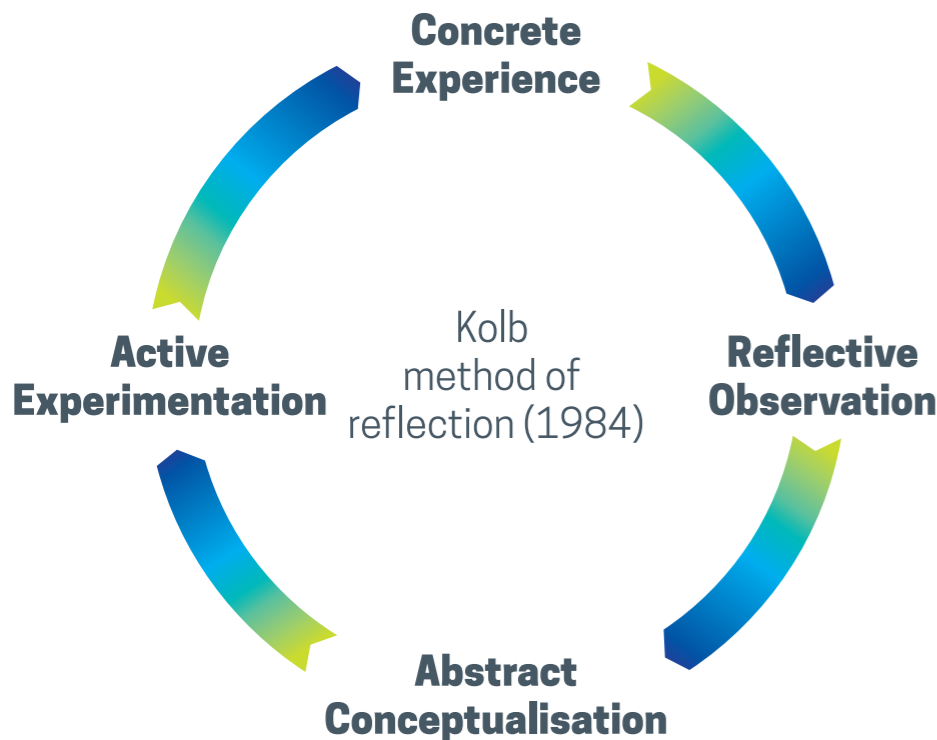 Concrete
Experience
Reflective
Observation
Abstract
Conceptualisation
Active
Experimentation
Kolb
method of
reflection (1984)